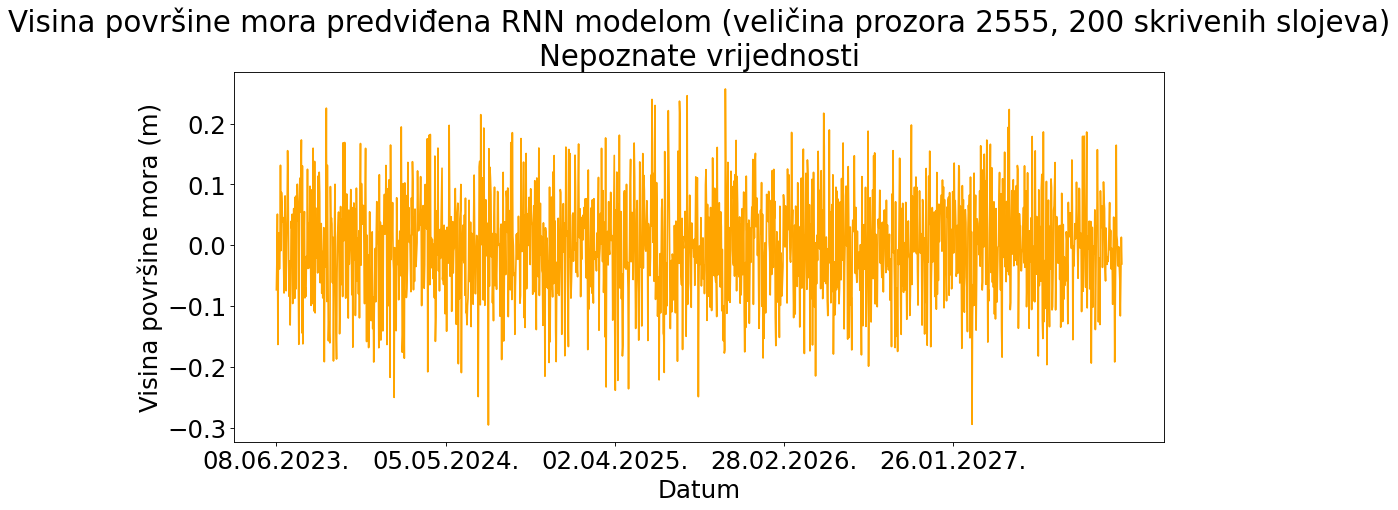 Visina površine mora predviđena RNN modelom (veličina prozora 2555, 200 skrivenih slojeva)
Nepoznate vrijednosti
Visina površine mora (m)
0.2
0.1
0.0
−0.1
−0.2
−0.3
08.06.2023. 05.05.2024. 02.04.2025. 28.02.2026. 26.01.2027.
Datum